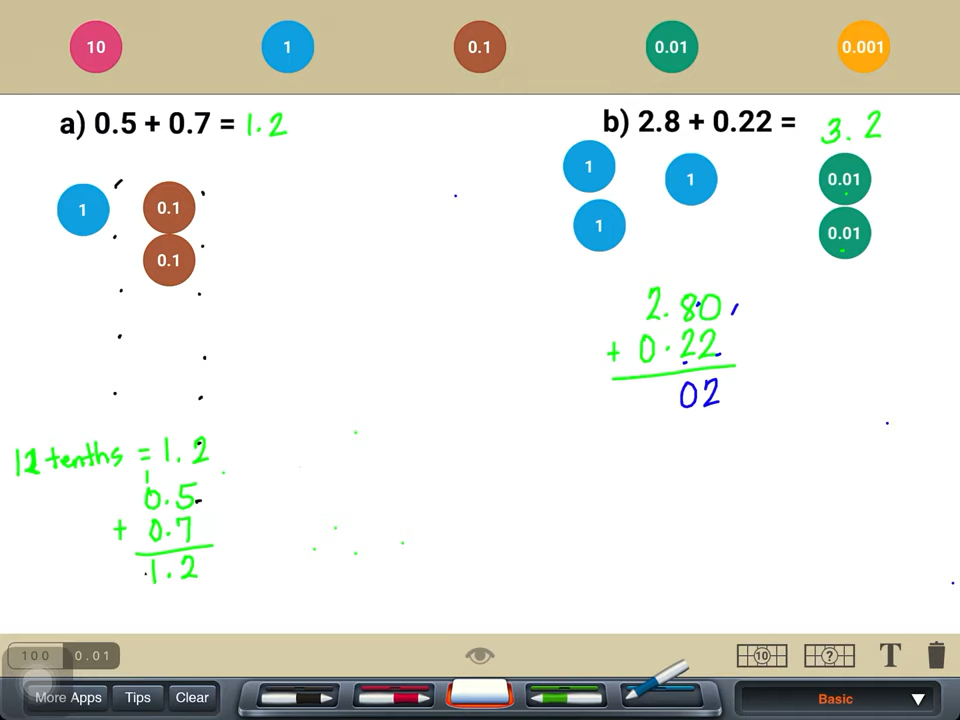 10 1 0.1 0.01 0.001
a) 0.5 + 0.7 = 1.2
1 0.1
0.1
12 tenths = 1.2
1
0.5
+ 0.7
1.2
b) 2.8 + 0.22 = 3.2
1 1 0.01
1 0.01
2.80
+ 0.22
02
100 0.01
10 ? T
More Apps Tips Clear Basic